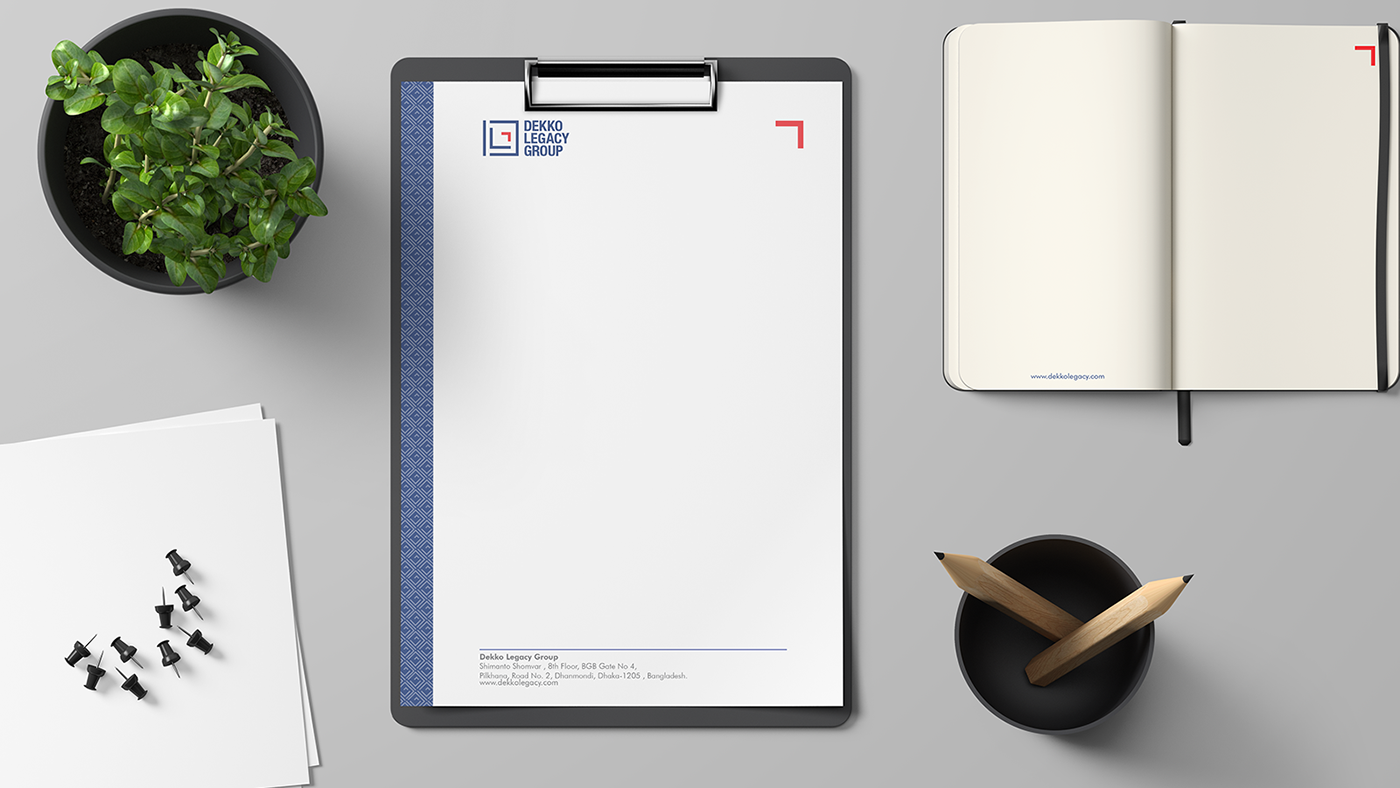 DEKKO
LEGACY
GROUP
www.dekkolegacy.com
Dekko Legacy Group
Shimanto Shomvar , 8th Floor, BGB Gate No 4,
Pilkhana, Road No. 2, Dhanmondi, Dhaka-1205 , Bangladesh.
www.dekkolegacy.com